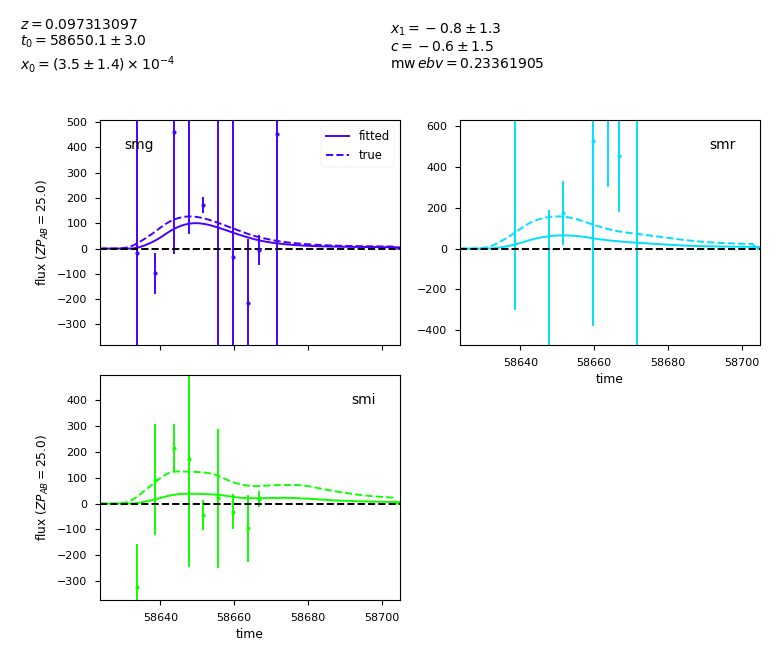 z = 0.097313097
t₀ = 58650.1 ± 3.0
x₀ = (3.5 ± 1.4) × 10⁻⁴
x₁ = −0.8 ± 1.3
c = −0.6 ± 1.5
mw ebv = 0.23361905
smg
fitted
true
500
400
300
200
100
0
−100
−200
−300
flux (ZP_AB = 25.0)
smr
600
400
200
0
−200
−400
58640 58660 58680 58700
time
smi
400
300
200
100
0
−100
−200
−300
flux (ZP_AB = 25.0)
58640 58660 58680 58700
time